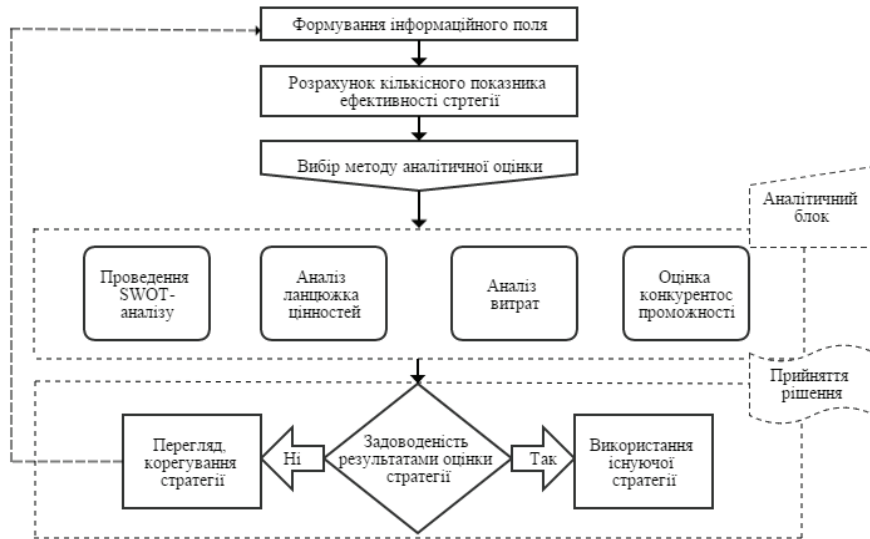 Формування інформаційного поля
Розрахунок кількісного показника
ефективності стртегії
Вибір методу аналітичної оцінки
Аналітичний
блок
Проведення
SWOT-
аналізу
Аналіз
ланцюжка
цінностей
Аналіз
витрат
Оцінка
конкурентос
проможності
Прийняття
рішення
Перегляд,
корегування
стратегії
Ні
Задоводеність
результатами оцінки
стратегії
Так
Використання
існуючої
стратегії